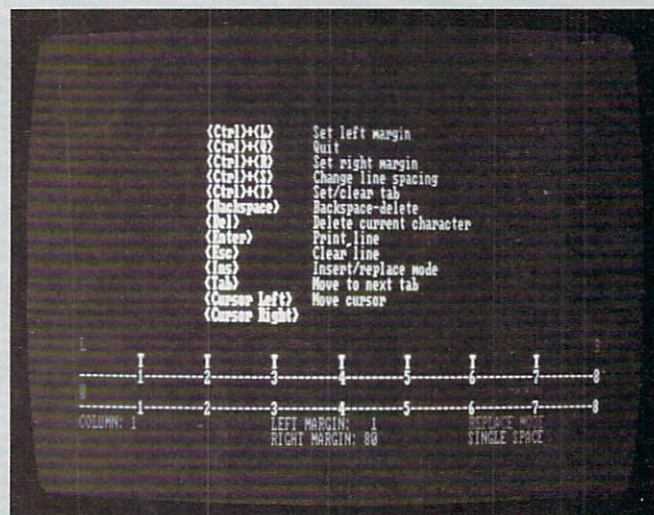 <Ctrl>+<L> Set left margin
<Ctrl>+<Q> Quit
<Ctrl>+<R> Set right margin
<Ctrl>+<S> Change line spacing
<Ctrl>+<T> Set/clear tab
<Backspace> Backspace-delete
<Del> Delete current character
<Enter> Print line
<Esc> Clear line
<Ins> Insert/replace mode
<Tab> Move to next tab
<Cursor Left> Move cursor
<Cursor Right>
L
T T T T T T T
---------1---------2---------3---------4---------5---------6---------7---------8
---------1---------2---------3---------4---------5---------6---------7---------8
COLUMN: 1 LEFT MARGIN: 1 REPLACE MODE
RIGHT MARGIN: 80 SINGLE SPACE